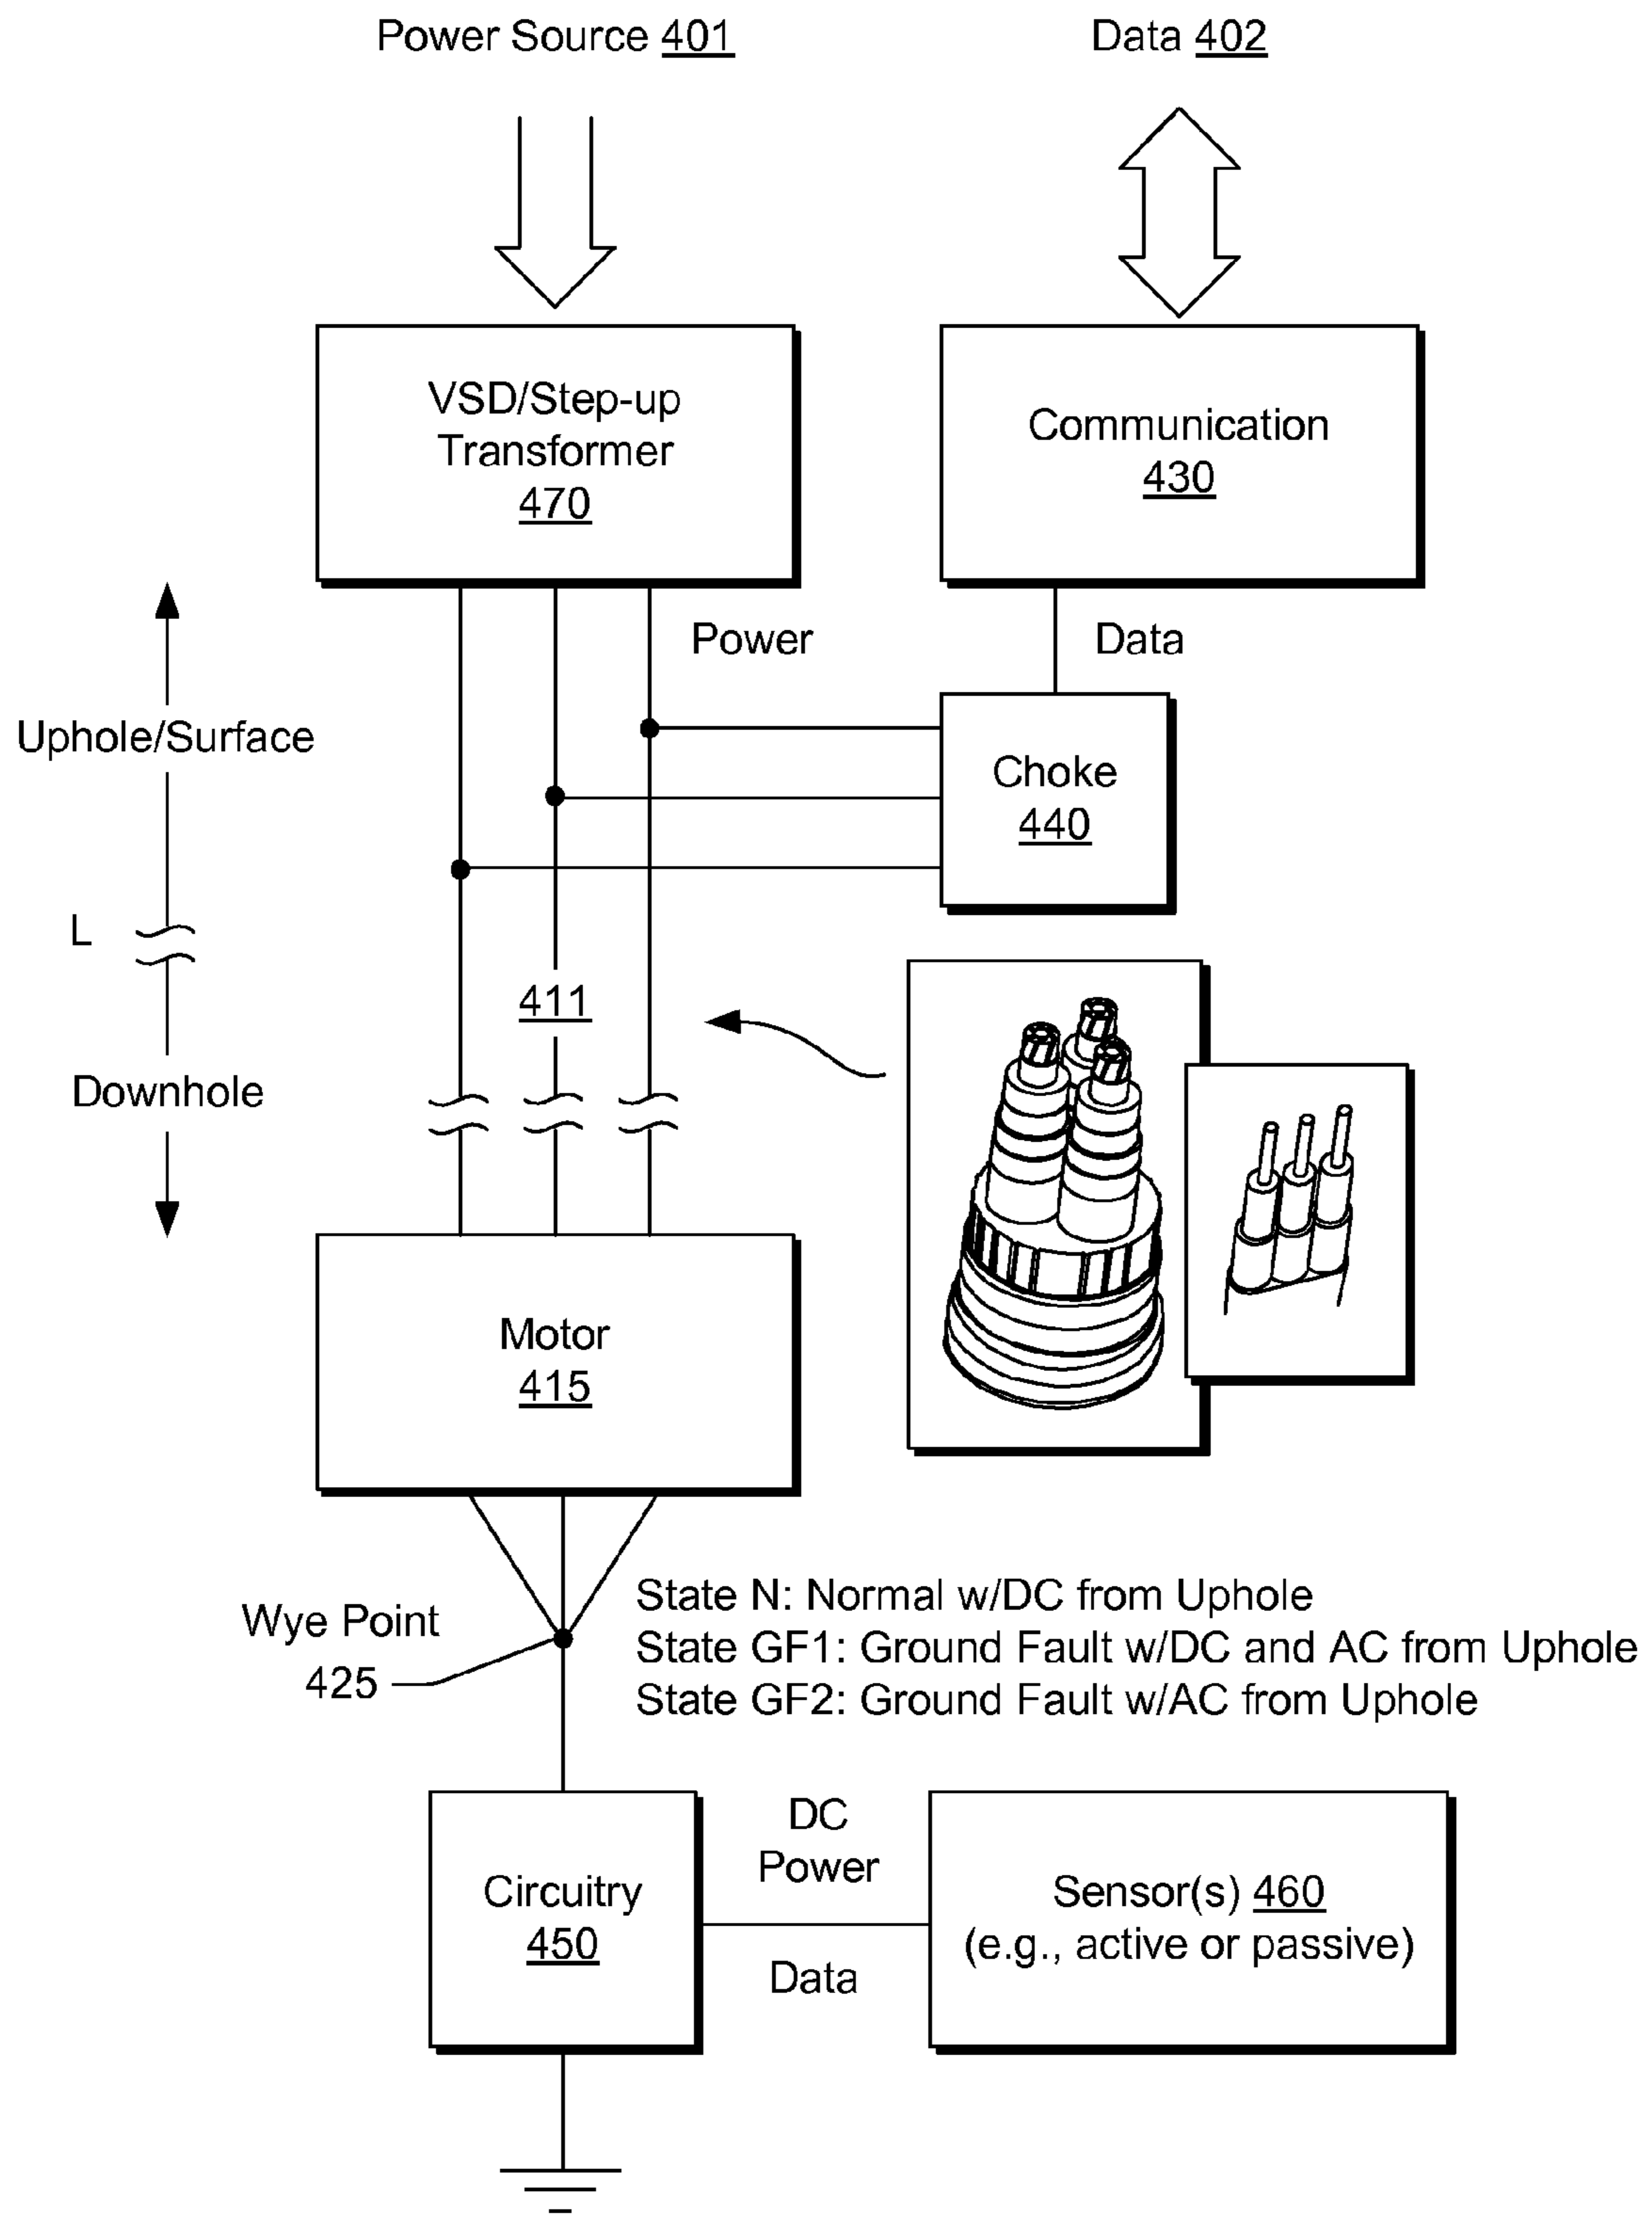 Power Source 401
Data 402
VSD/Step-up
Transformer
470
Communication
430
Power
Data
Uphole/Surface
Choke
440
L
411
Downhole
Motor
415
Wye Point
425
State N: Normal w/DC from Uphole
State GF1: Ground Fault w/DC and AC from Uphole
State GF2: Ground Fault w/AC from Uphole
Circuitry
450
DC
Power
Data
Sensor(s) 460
(e.g., active or passive)